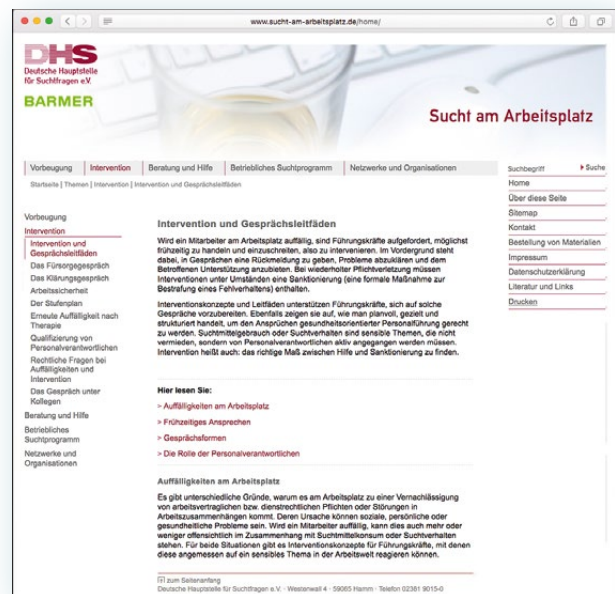 www.sucht-am-arbeitsplatz.de/home/
DHS
Deutsche Hauptstelle
für Suchtfragen e.V.
BARMER
Sucht am Arbeitsplatz
Vorbeugung
Intervention
Beratung und Hilfe
Betriebliches Suchtprogramm
Netzwerke und Organisationen
Startseite | Themen | Intervention | Intervention und Gesprächsleitfäden
Vorbeugung
Intervention
Intervention und
Gesprächsleitfäden
Das Fürsorgegespräch
Das Klärungsgespräch
Arbeitssicherheit
Der Stufenplan
Erneute Auffälligkeit nach
Therapie
Qualifizierung von
Personalverantwortlichen
Rechtliche Fragen bei
Auffälligkeiten und
Intervention
Das Gespräch unter
Kollegen
Beratung und Hilfe
Betriebliches
Suchtprogramm
Netzwerke und
Organisationen
Intervention und Gesprächsleitfäden
Wird ein Mitarbeiter am Arbeitsplatz auffällig, sind Führungskräfte aufgefordert, möglichst
frühzeitig zu handeln und einzuschreiten, also zu intervenieren. Im Vordergrund steht
dabei, in Gesprächen eine Rückmeldung zu geben, Probleme abzuklären und dem
Betroffenen Unterstützung anzubieten. Bei wiederholter Pflichtverletzung müssen
Interventionen unter Umständen eine Sanktionierung (eine formale Maßnahme zur
Bestrafung eines Fehlverhaltens) enthalten.
Interventionskonzepte und Leitfäden unterstützen Führungskräfte, sich auf solche
Gespräche vorzubereiten. Ebenfalls zeigen sie auf, wie man planvoll, gezielt und
strukturiert handelt, um den Ansprüchen gesundheitsorientierter Personalführung gerecht
zu werden. Suchtmittelgebrauch oder Suchtverhalten sind sensible Themen, die nicht
vermieden, sondern von Personalverantwortlichen aktiv angegangen werden müssen.
Intervention heißt auch: das richtige Maß zwischen Hilfe und Sanktionierung zu finden.
Hier lesen Sie:
> Auffälligkeiten am Arbeitsplatz
> Frühzeitiges Ansprechen
> Gesprächsformen
> Die Rolle der Personalverantwortlichen
Auffälligkeiten am Arbeitsplatz
Es gibt unterschiedliche Gründe, warum es am Arbeitsplatz zu einer Vernachlässigung
von arbeitsvertraglichen bzw. dienstrechtlichen Pflichten oder Störungen in
Arbeitszusammenhängen kommt. Deren Ursache können soziale, persönliche oder
gesundheitliche Probleme sein. Wird ein Mitarbeiter auffällig, kann dies auch mehr oder
weniger offensichtlich im Zusammenhang mit Suchtmittelkonsum oder Suchtverhalten
stehen. Für beide Situationen gibt es Interventionskonzepte für Führungskräfte, mit denen
diese angemessen auf ein sensibles Thema in der Arbeitswelt reagieren können.
zum Seitenanfang
Deutsche Hauptstelle für Suchtfragen e.V. - Westenwall 4 - 59065 Hamm - Telefon 02381 9015-0
Suchbegriff
Suche
Home
Über diese Seite
Sitemap
Kontakt
Bestellung von Materialien
Impressum
Datenschutzerklärung
Literatur und Links
Drucken